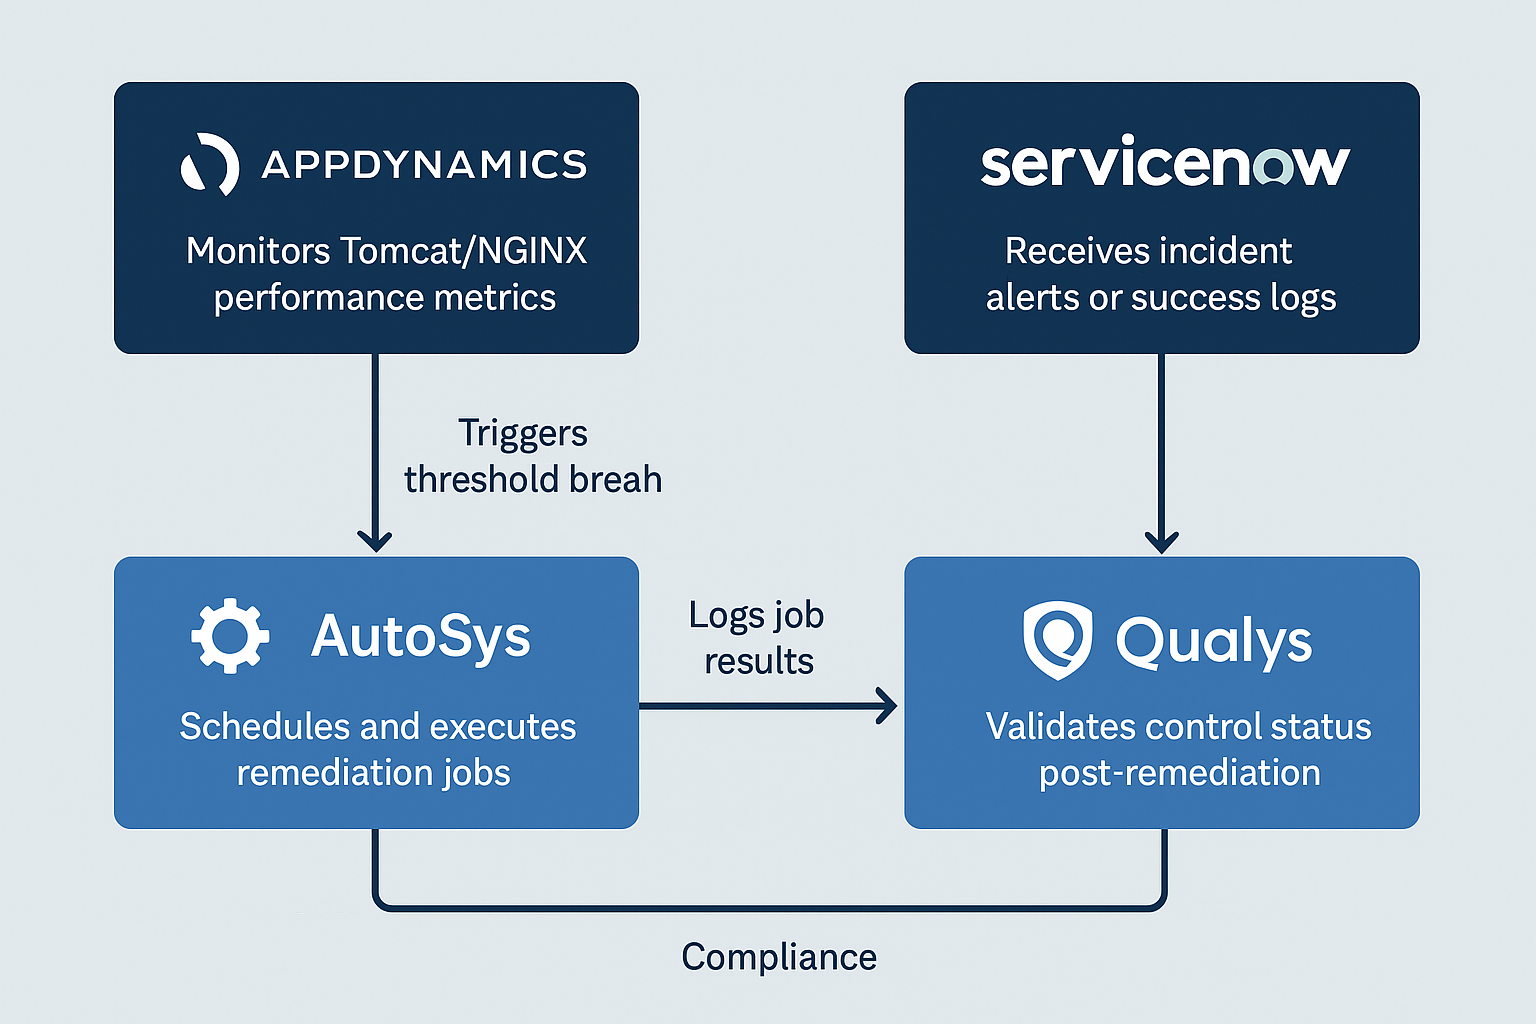 APPDYNAMICS
Monitors Tomcat/NGINX
performance metrics
servicenow
Receives incident
alerts or success logs
Triggers
threshold breah
AutoSys
Schedules and executes
remediation jobs
Logs job
results
Qualys
Validates control status
post-remediation
Compliance